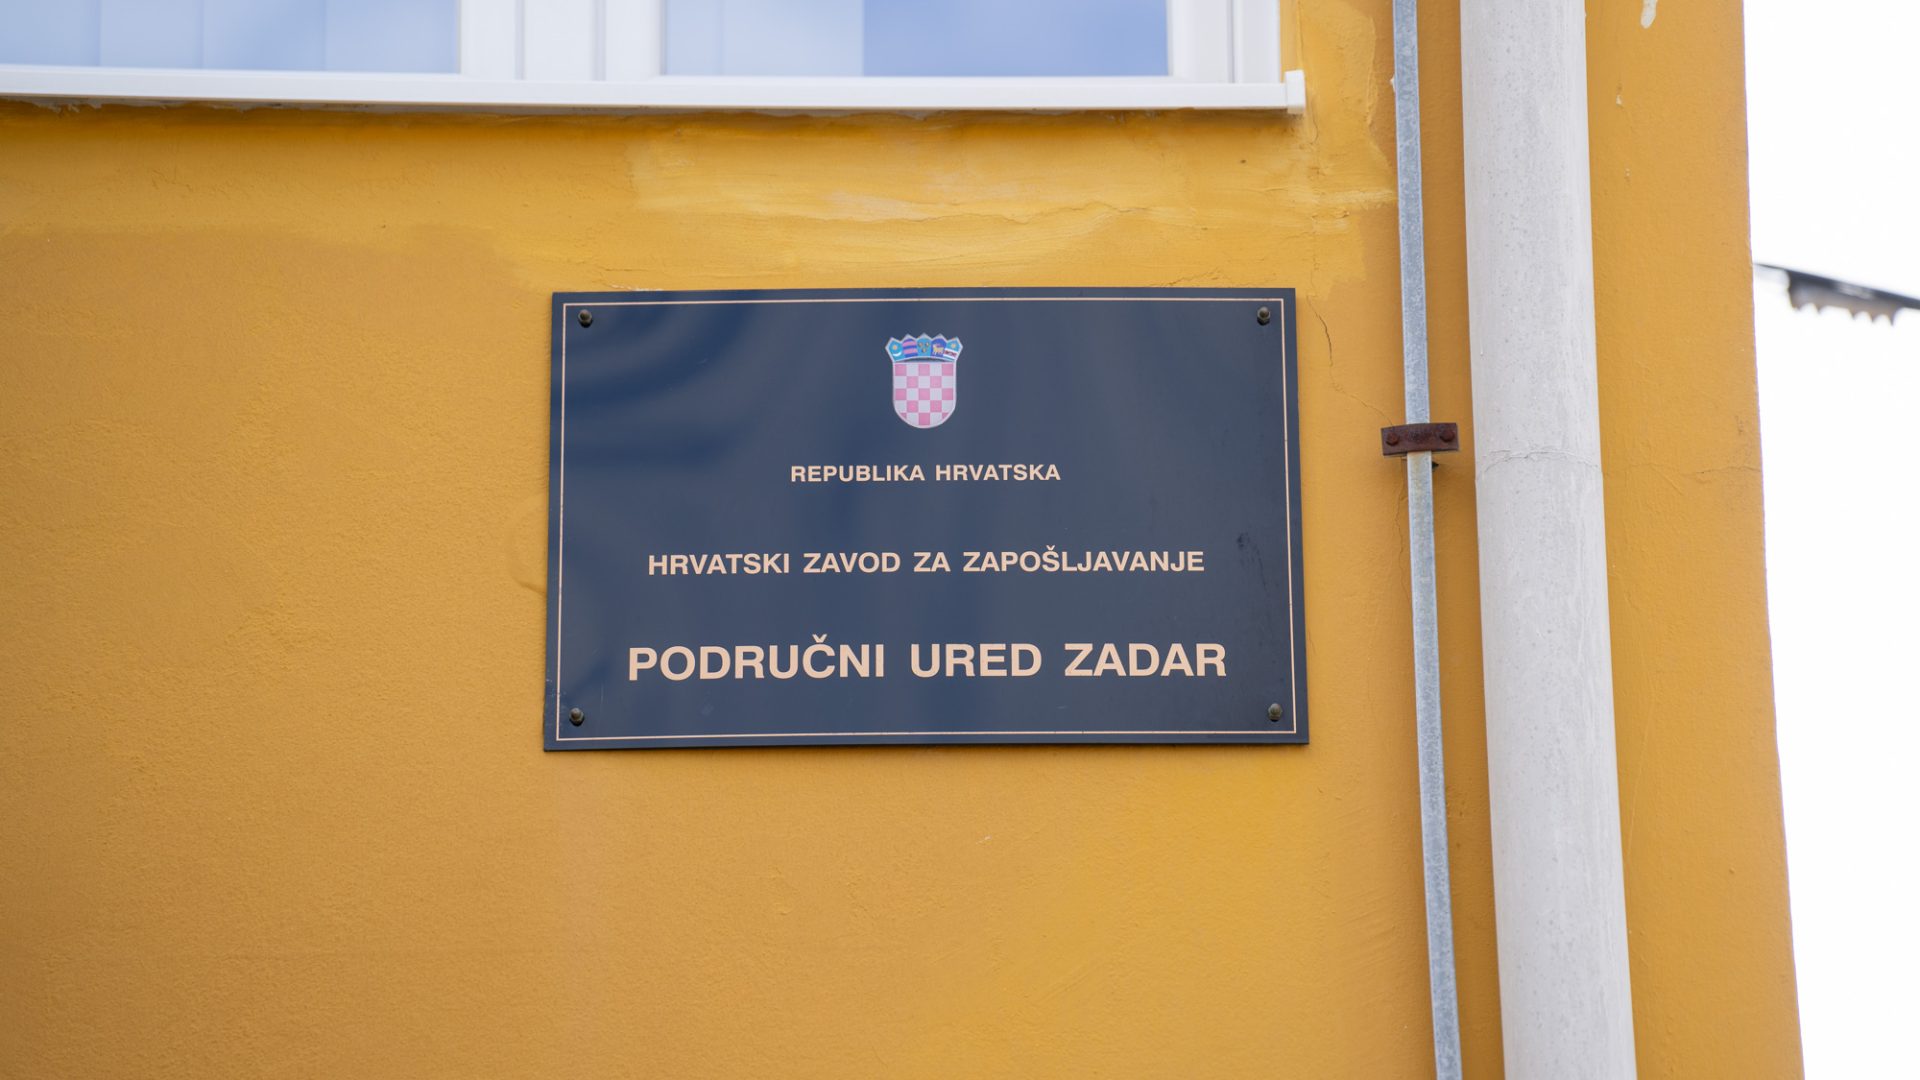 REPUBLIKA HRVATSKA
HRVATSKI ZAVOD ZA ZAPOŠLJAVANJE
PODRUČNI URED ZADAR